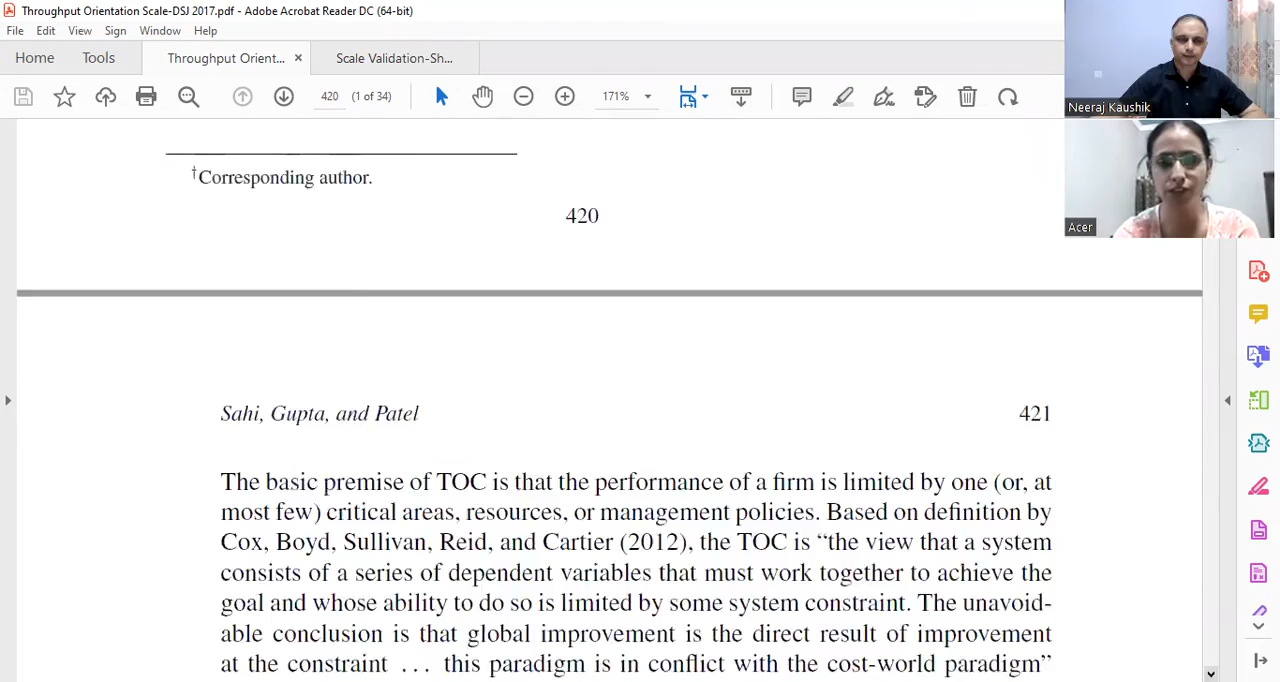 Throughput Orientation Scale-DSJ 2017.pdf - Adobe Acrobat Reader DC (64-bit)
File Edit View Sign Window Help
Home Tools Throughput Orient... × Scale Validation-Sh...
420 (1 of 34) 171%
Neeraj Kaushik
Acer
†Corresponding author.
420
Sahi, Gupta, and Patel 421
The basic premise of TOC is that the performance of a firm is limited by one (or, at
most few) critical areas, resources, or management policies. Based on definition by
Cox, Boyd, Sullivan, Reid, and Cartier (2012), the TOC is “the view that a system
consists of a series of dependent variables that must work together to achieve the
goal and whose ability to do so is limited by some system constraint. The unavoid-
able conclusion is that global improvement is the direct result of improvement
at the constraint ... this paradigm is in conflict with the cost-world paradigm”